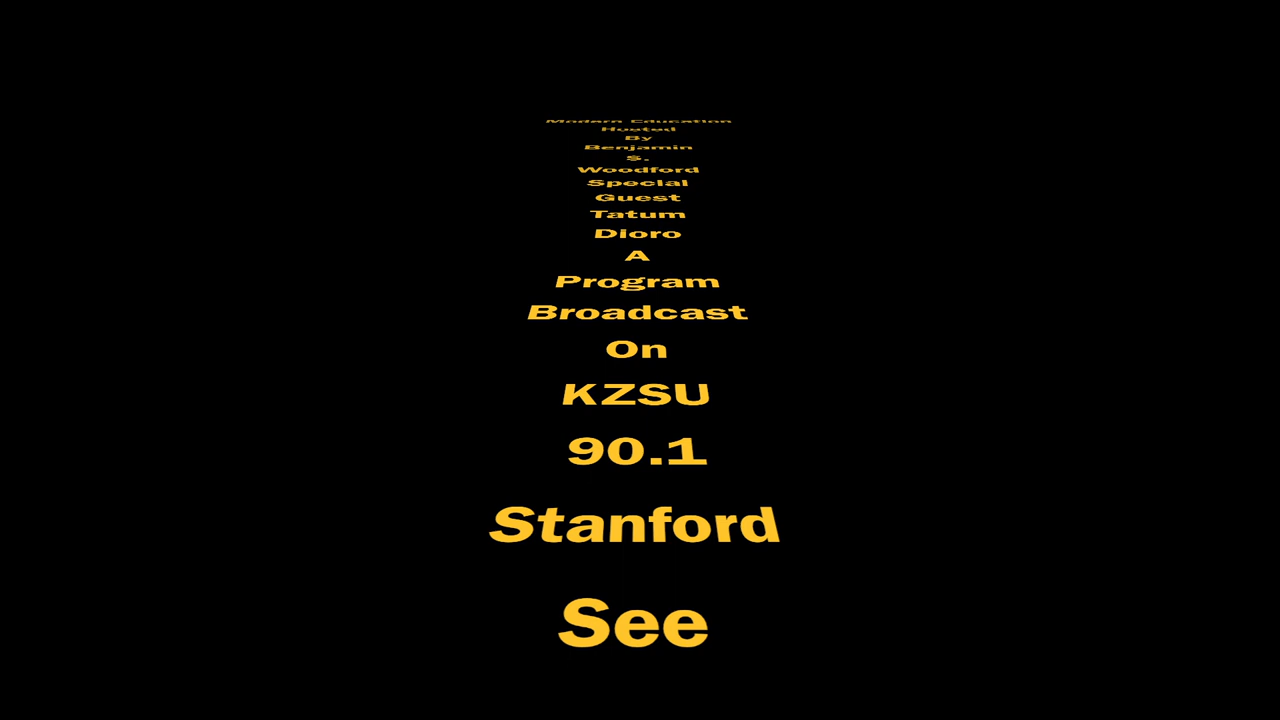 Modern Education
Hosted
By
Benjamin
S.
Woodford
Special
Guest
Tatum
Dioro
A
Program
Broadcast
On
KZSU
90.1
Stanford
See